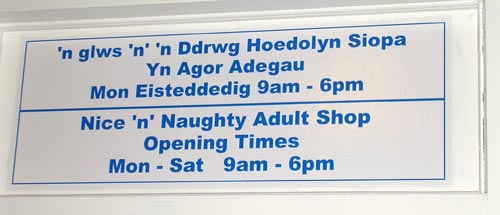 'n glws 'n' 'n Ddrwg Hoedolyn Siopa
Yn Agor Adegau
Mon Eisteddedig 9am - 6pm
Nice 'n' Naughty Adult Shop
Opening Times
Mon - Sat 9am - 6pm